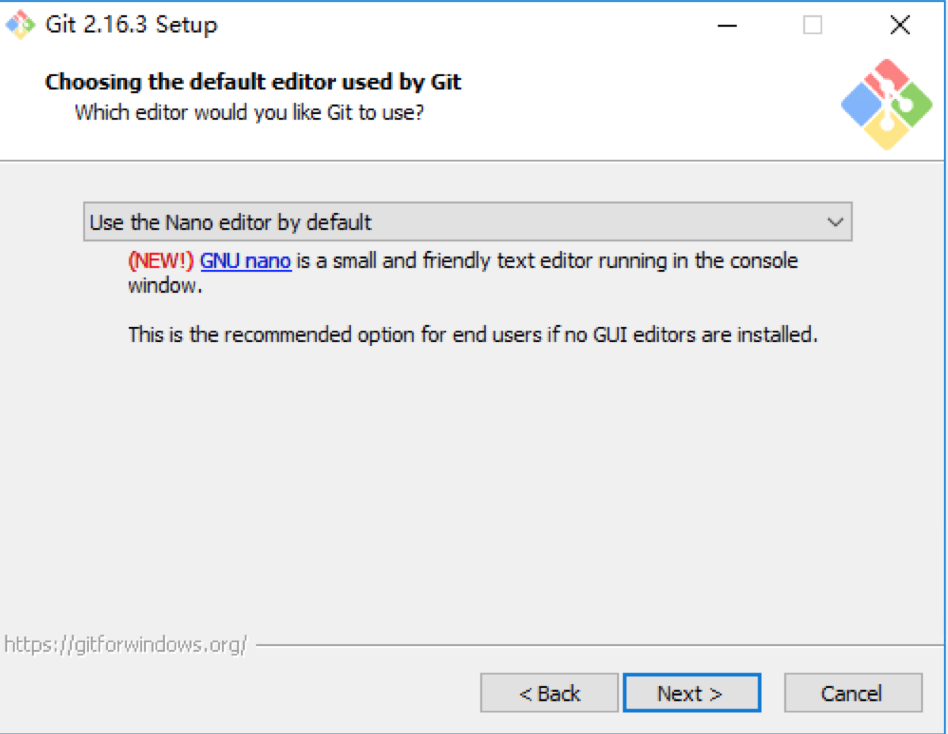 Git 2.16.3 Setup
Choosing the default editor used by Git
Which editor would you like Git to use?
Use the Nano editor by default
(NEW!) GNU nano is a small and friendly text editor running in the console
window.
This is the recommended option for end users if no GUI editors are installed.
https://gitforwindows.org/
< Back
Next >
Cancel